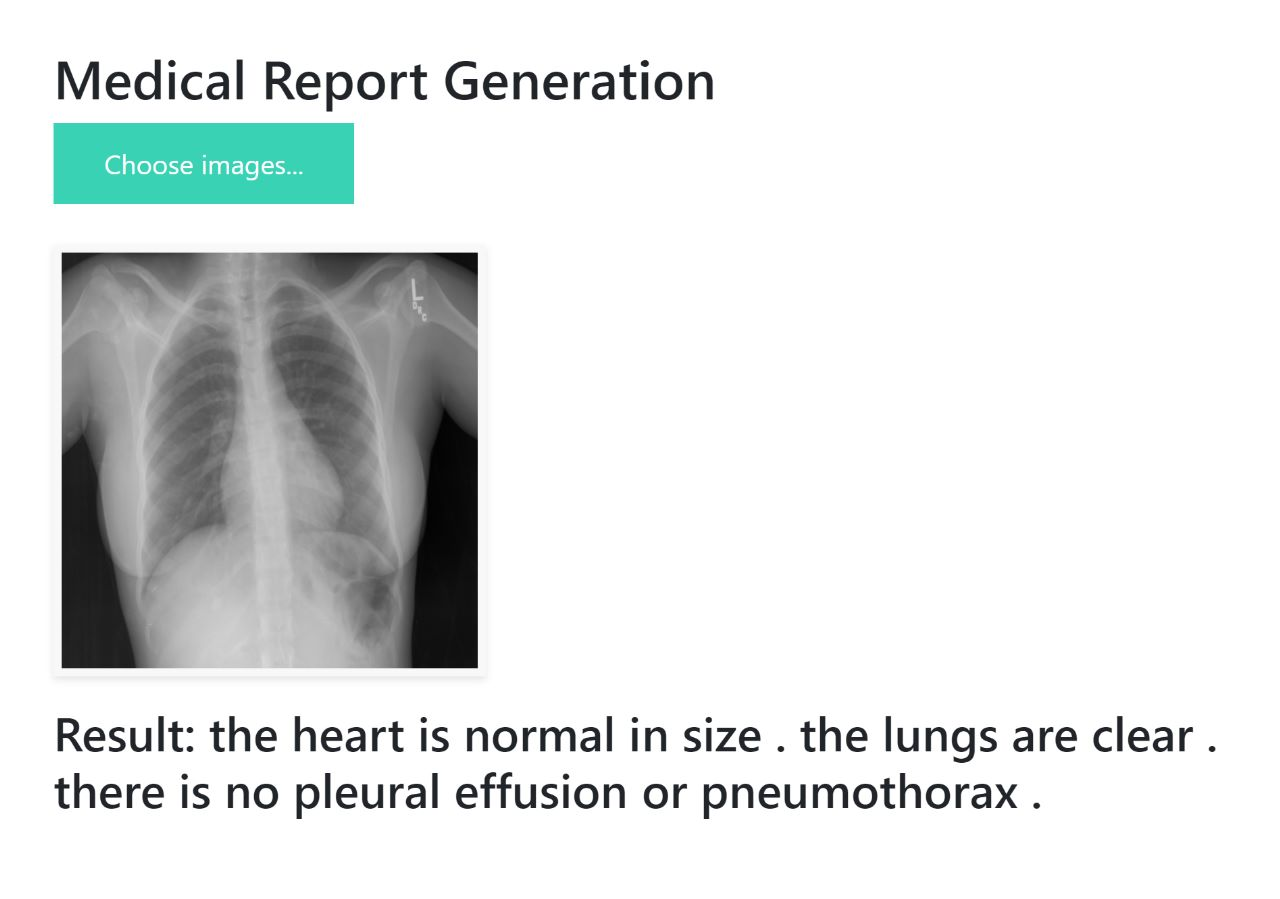 Medical Report Generation
Choose images...
L
DRC
Result: the heart is normal in size . the lungs are clear .
there is no pleural effusion or pneumothorax .